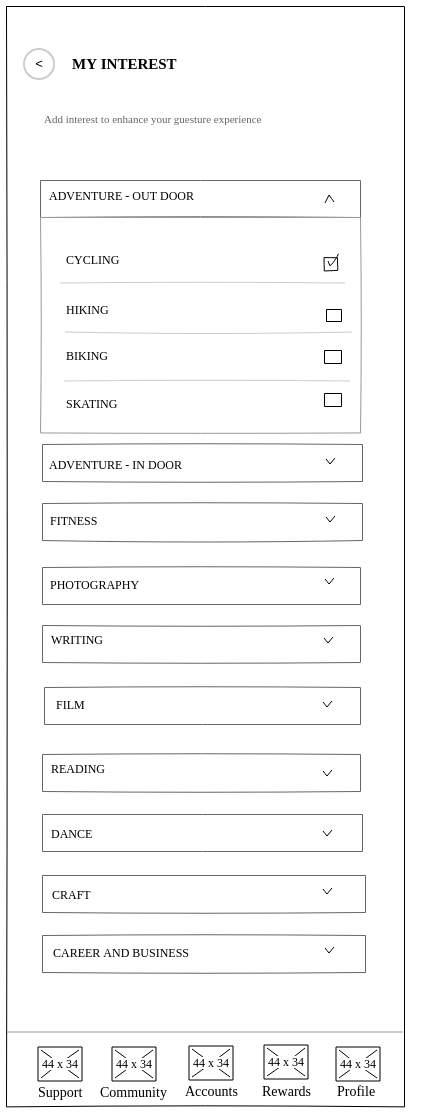 < MY INTEREST
Add interest to enhance your guesture experience
ADVENTURE - OUT DOOR
CYCLING
HIKING
BIKING
SKATING
ADVENTURE - IN DOOR
FITNESS
PHOTOGRAPHY
WRITING
FILM
READING
DANCE
CRAFT
CAREER AND BUSINESS
44 x 34 44 x 34 44 x 34 44 x 34 44 x 34
Support Community Accounts Rewards Profile